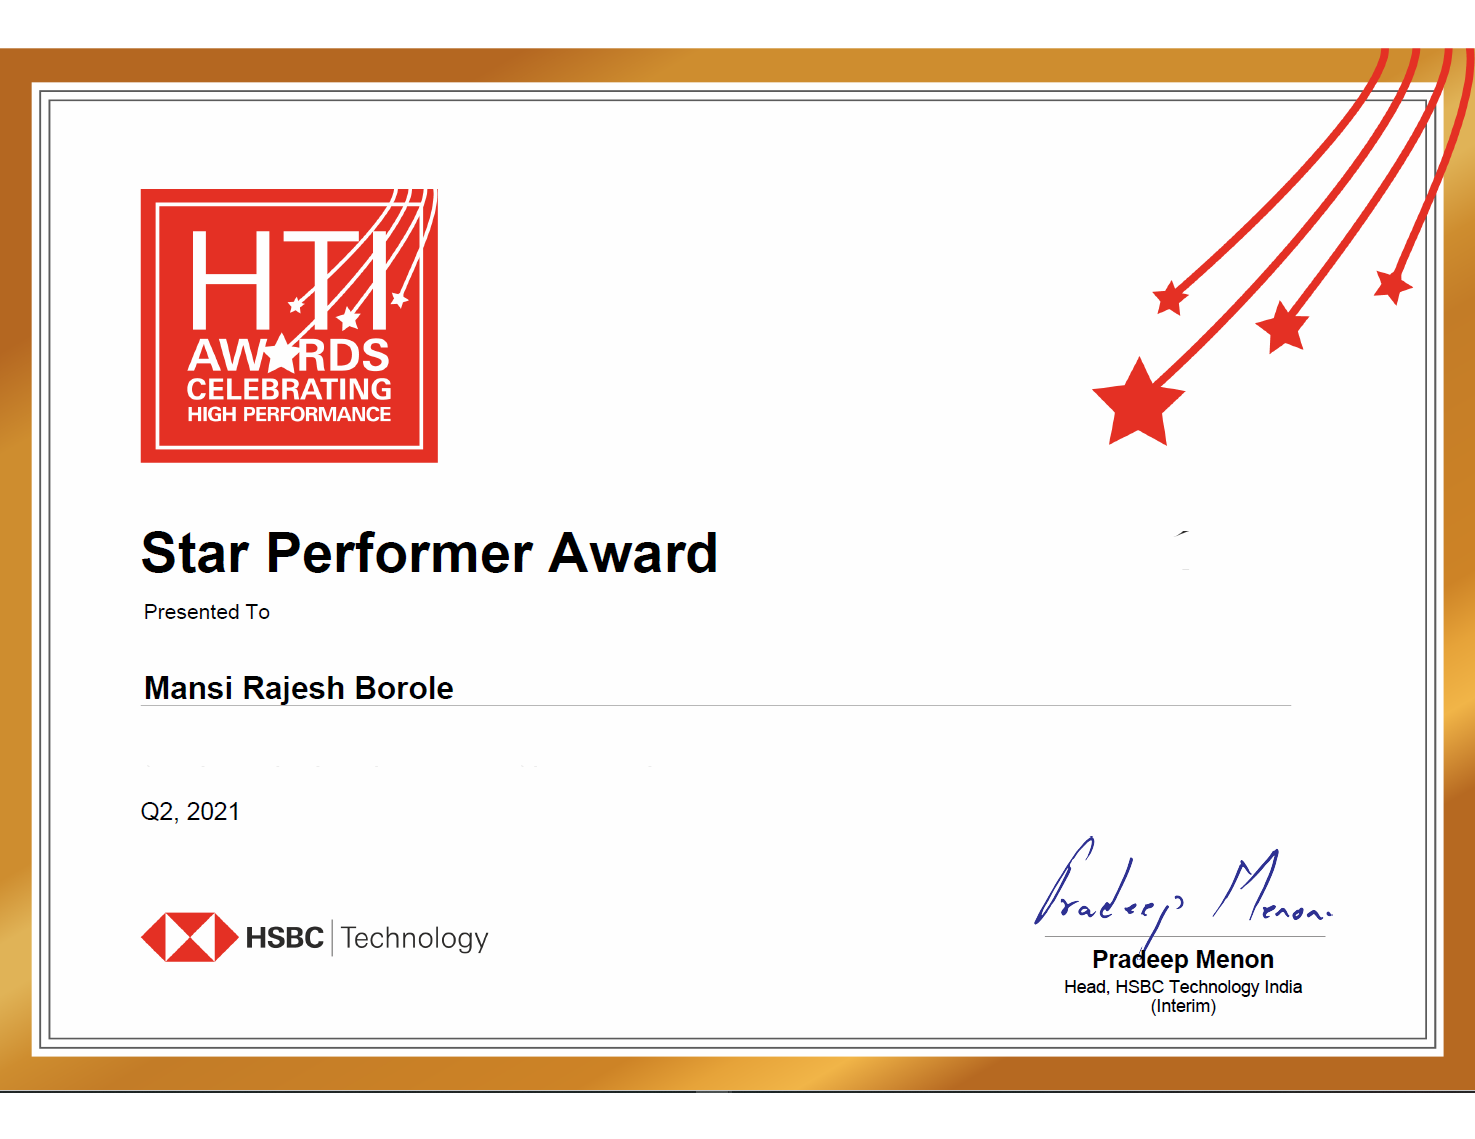 HTI
AWARDS
CELEBRATING
HIGH PERFORMANCE
Star Performer Award
Presented To
Mansi Rajesh Borole
Q2, 2021
HSBC Technology
Pradeep Menon.
Pradeep Menon
Head, HSBC Technology India
(Interim)